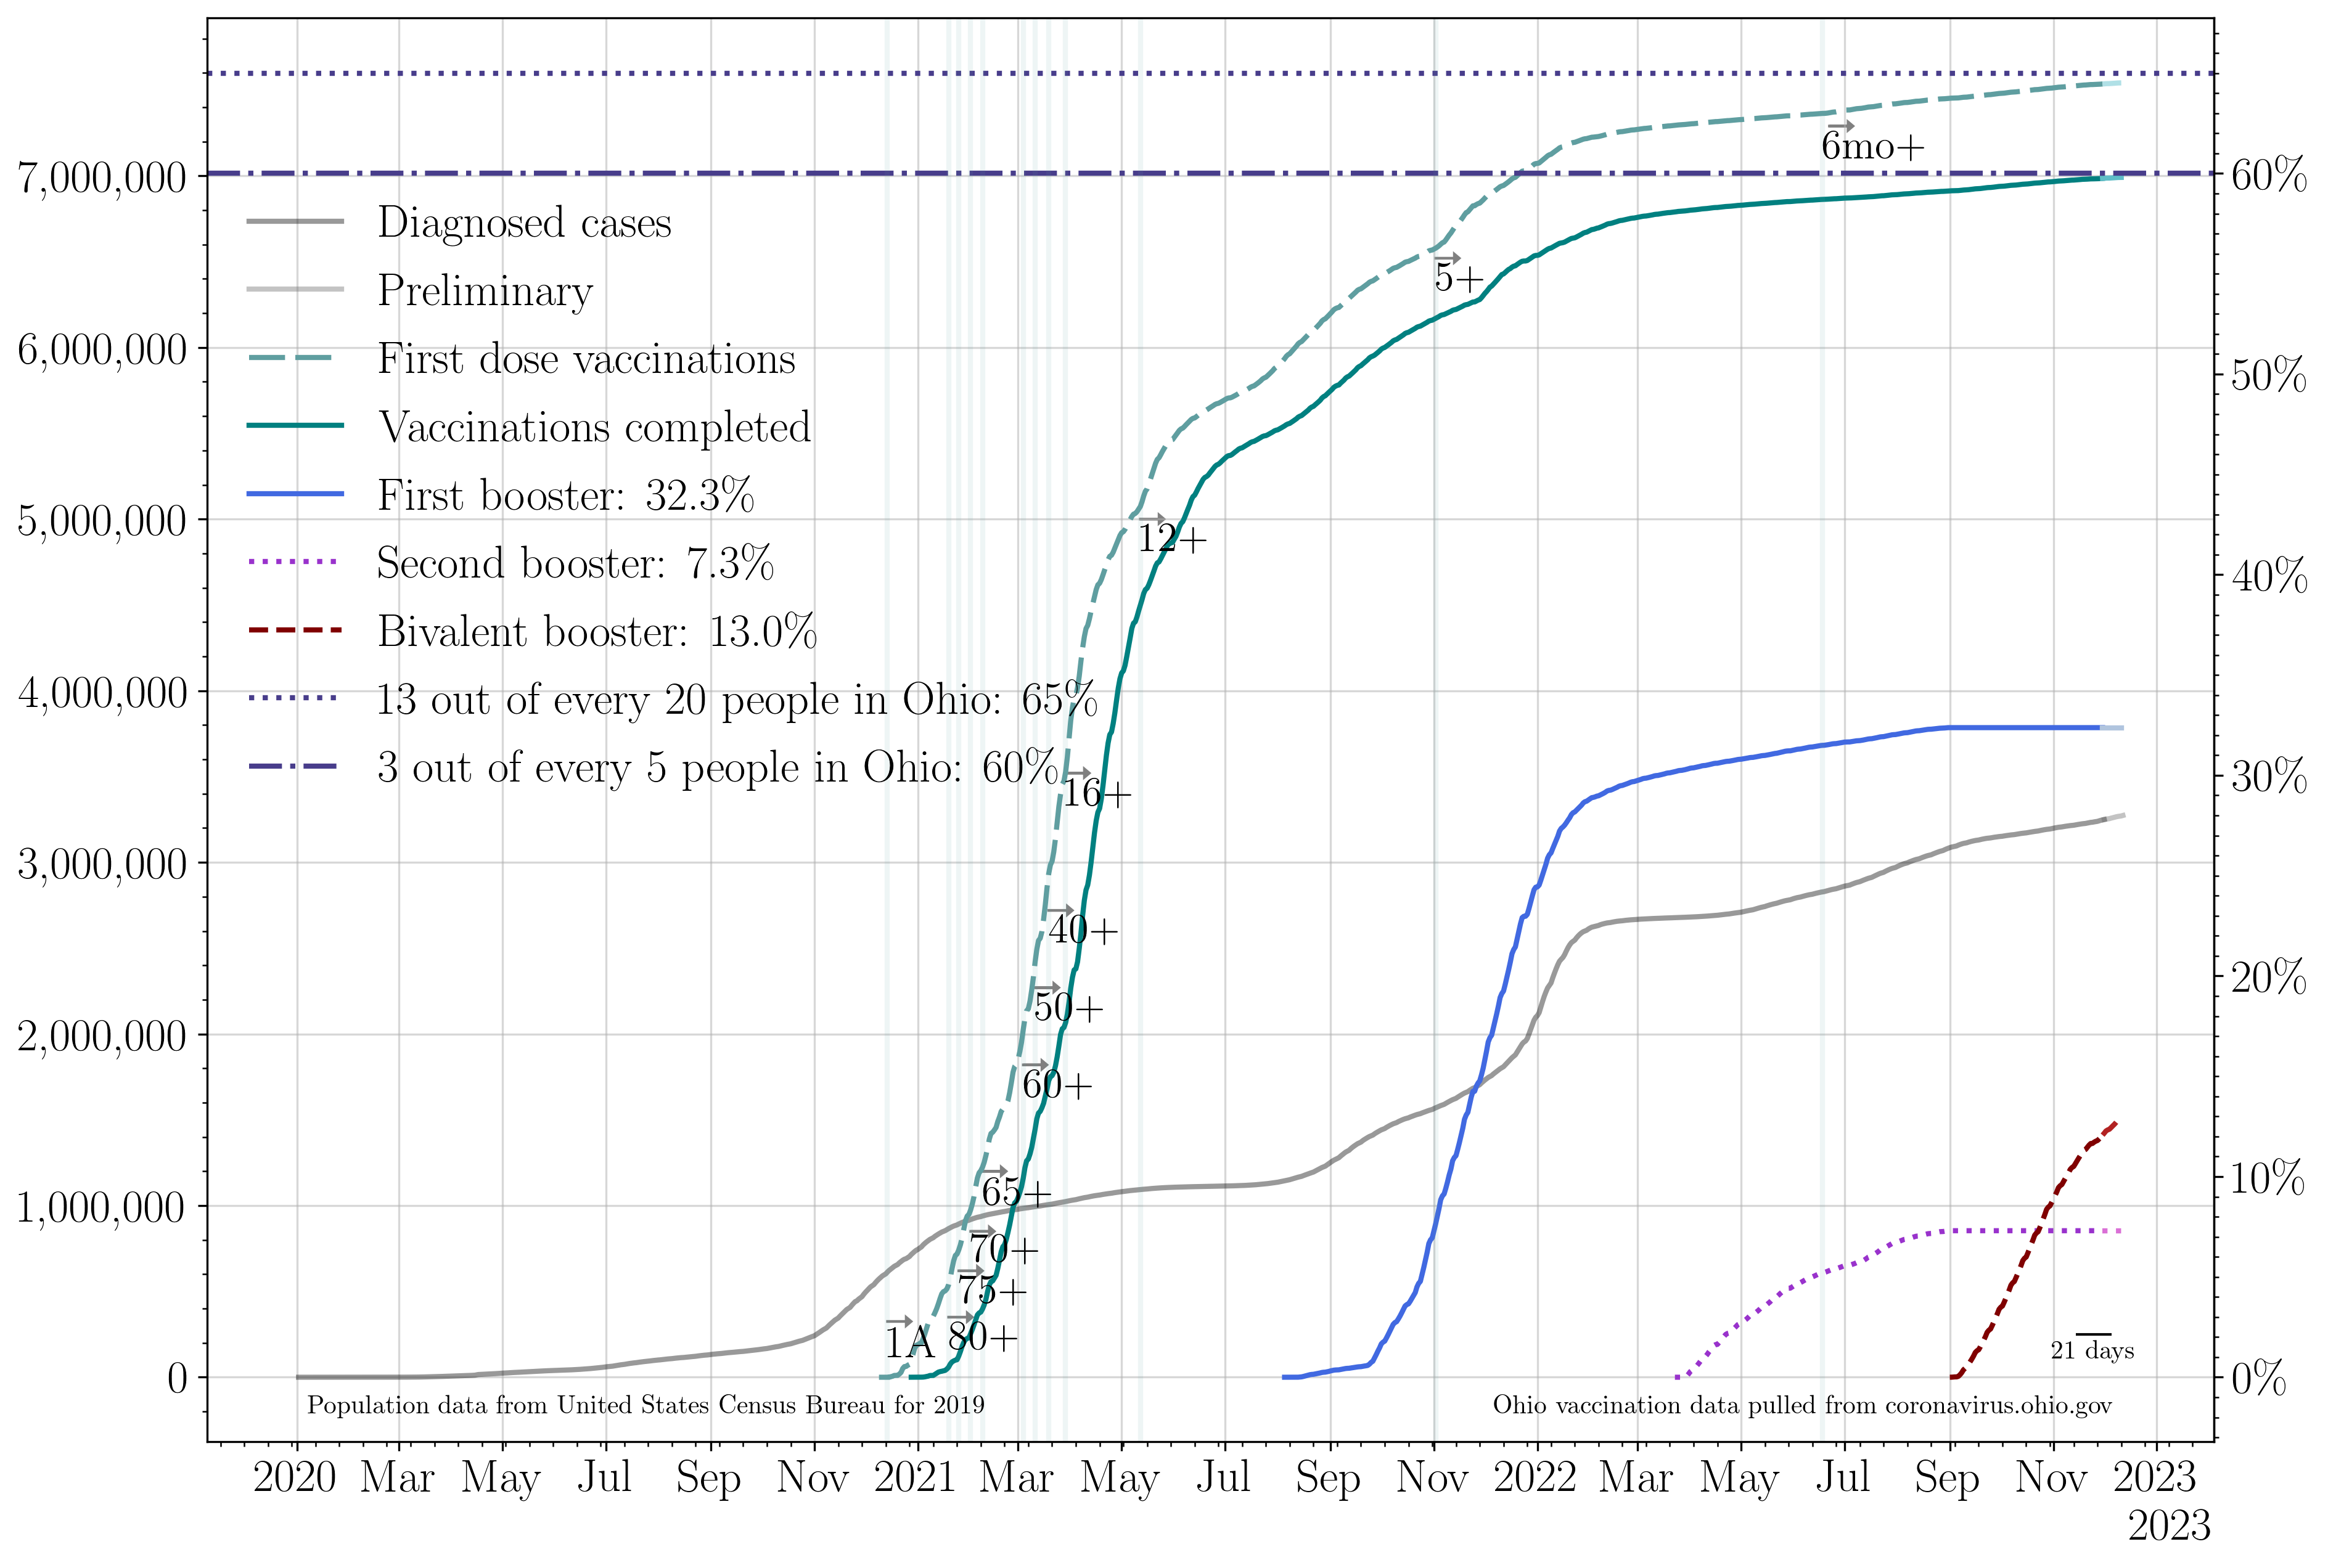 7,000,000
6,000,000
5,000,000
4,000,000
3,000,000
2,000,000
1,000,000
0
Diagnosed cases
Preliminary
First dose vaccinations
Vaccinations completed
First booster: 32.3%
Second booster: 7.3%
Bivalent booster: 13.0%
13 out of every 20 people in Ohio: 65%
3 out of every 5 people in Ohio: 60%
6mo+
5+
12+
16+
40+
50+
60+
65+
70+
75+
80+
1A
21 days
60%
50%
40%
30%
20%
10%
0%
Population data from United States Census Bureau for 2019
Ohio vaccination data pulled from coronavirus.ohio.gov
2020 Mar May Jul Sep Nov 2021 Mar May Jul Sep Nov 2022 Mar May Jul Sep Nov 2023
2023